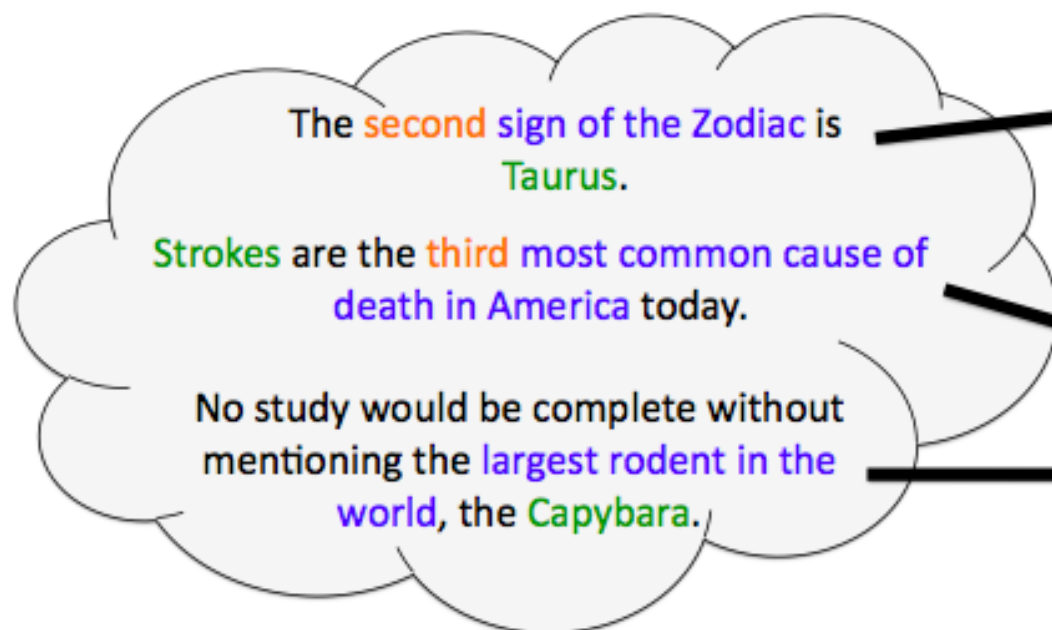 The second sign of the Zodiac is
Taurus.
Strokes are the third most common cause of
death in America today.
No study would be complete without
mentioning the largest rodent in the
world, the Capybara.